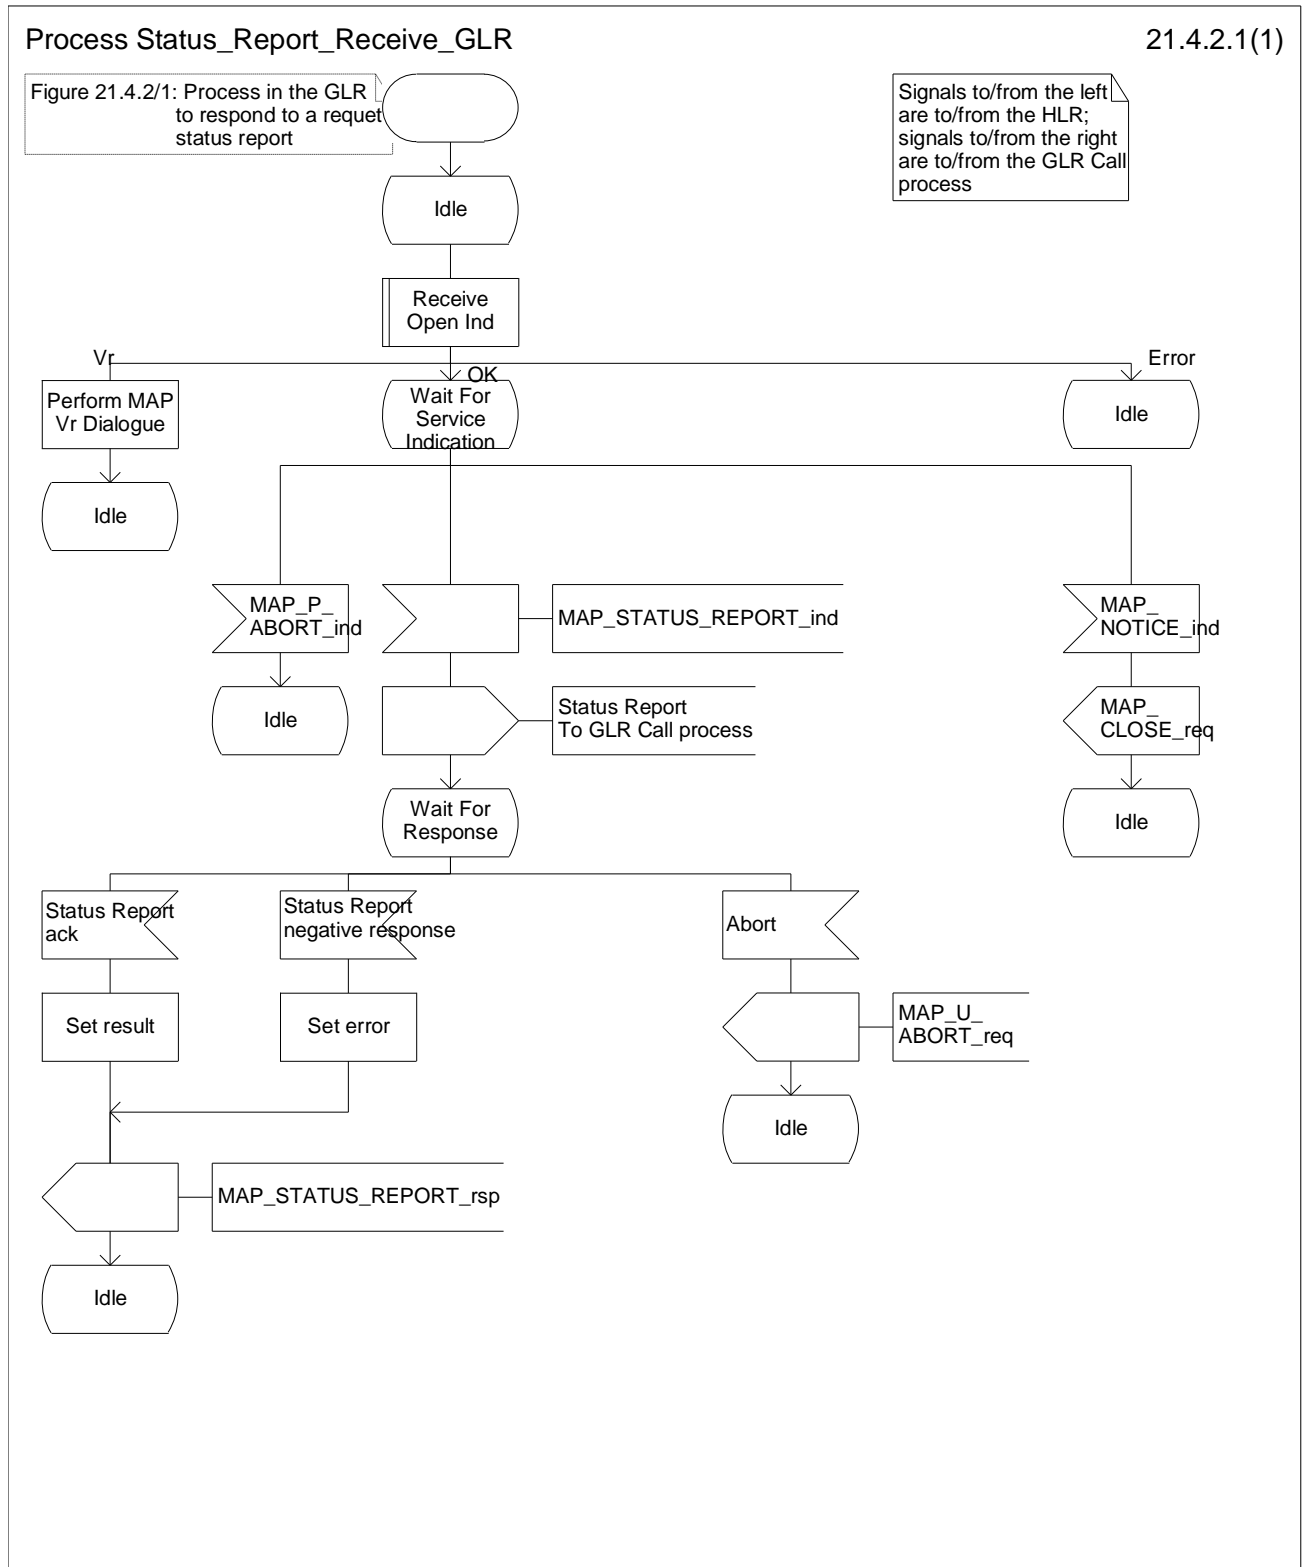 Process Status_Report_Receive_GLR
21.4.2.1(1)
Figure 21.4.2/1: Process in the GLR
to respond to a requet
status report
Signals to/from the left
are to/from the HLR;
signals to/from the right
are to/from the GLR Call
process
Idle
Receive
Open Ind
Vr
OK
Error
Perform MAP
Vr Dialogue
Wait For
Service
Indication
Idle
Idle
MAP_P_
ABORT_ind
MAP_STATUS_REPORT_ind
MAP_
NOTICE_ind
Idle
Status Report
To GLR Call process
MAP_
CLOSE_req
Wait For
Response
Idle
Status Report
ack
Status Report
negative response
Abort
Set result
Set error
MAP_U_
ABORT_req
Idle
MAP_STATUS_REPORT_rsp
Idle